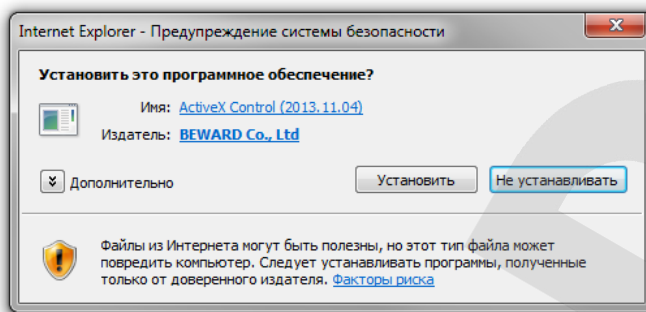 Internet Explorer - Предупреждение системы безопасности
Установить это программное обеспечение?
Имя: ActiveX Control (2013.11.04)
Издатель: BEWARD Co., Ltd
Дополнительно
Установить
Не устанавливать
Файлы из Интернета могут быть полезны, но этот тип файла может
повредить компьютер. Следует устанавливать программы, полученные
только от доверенного издателя. Факторы риска